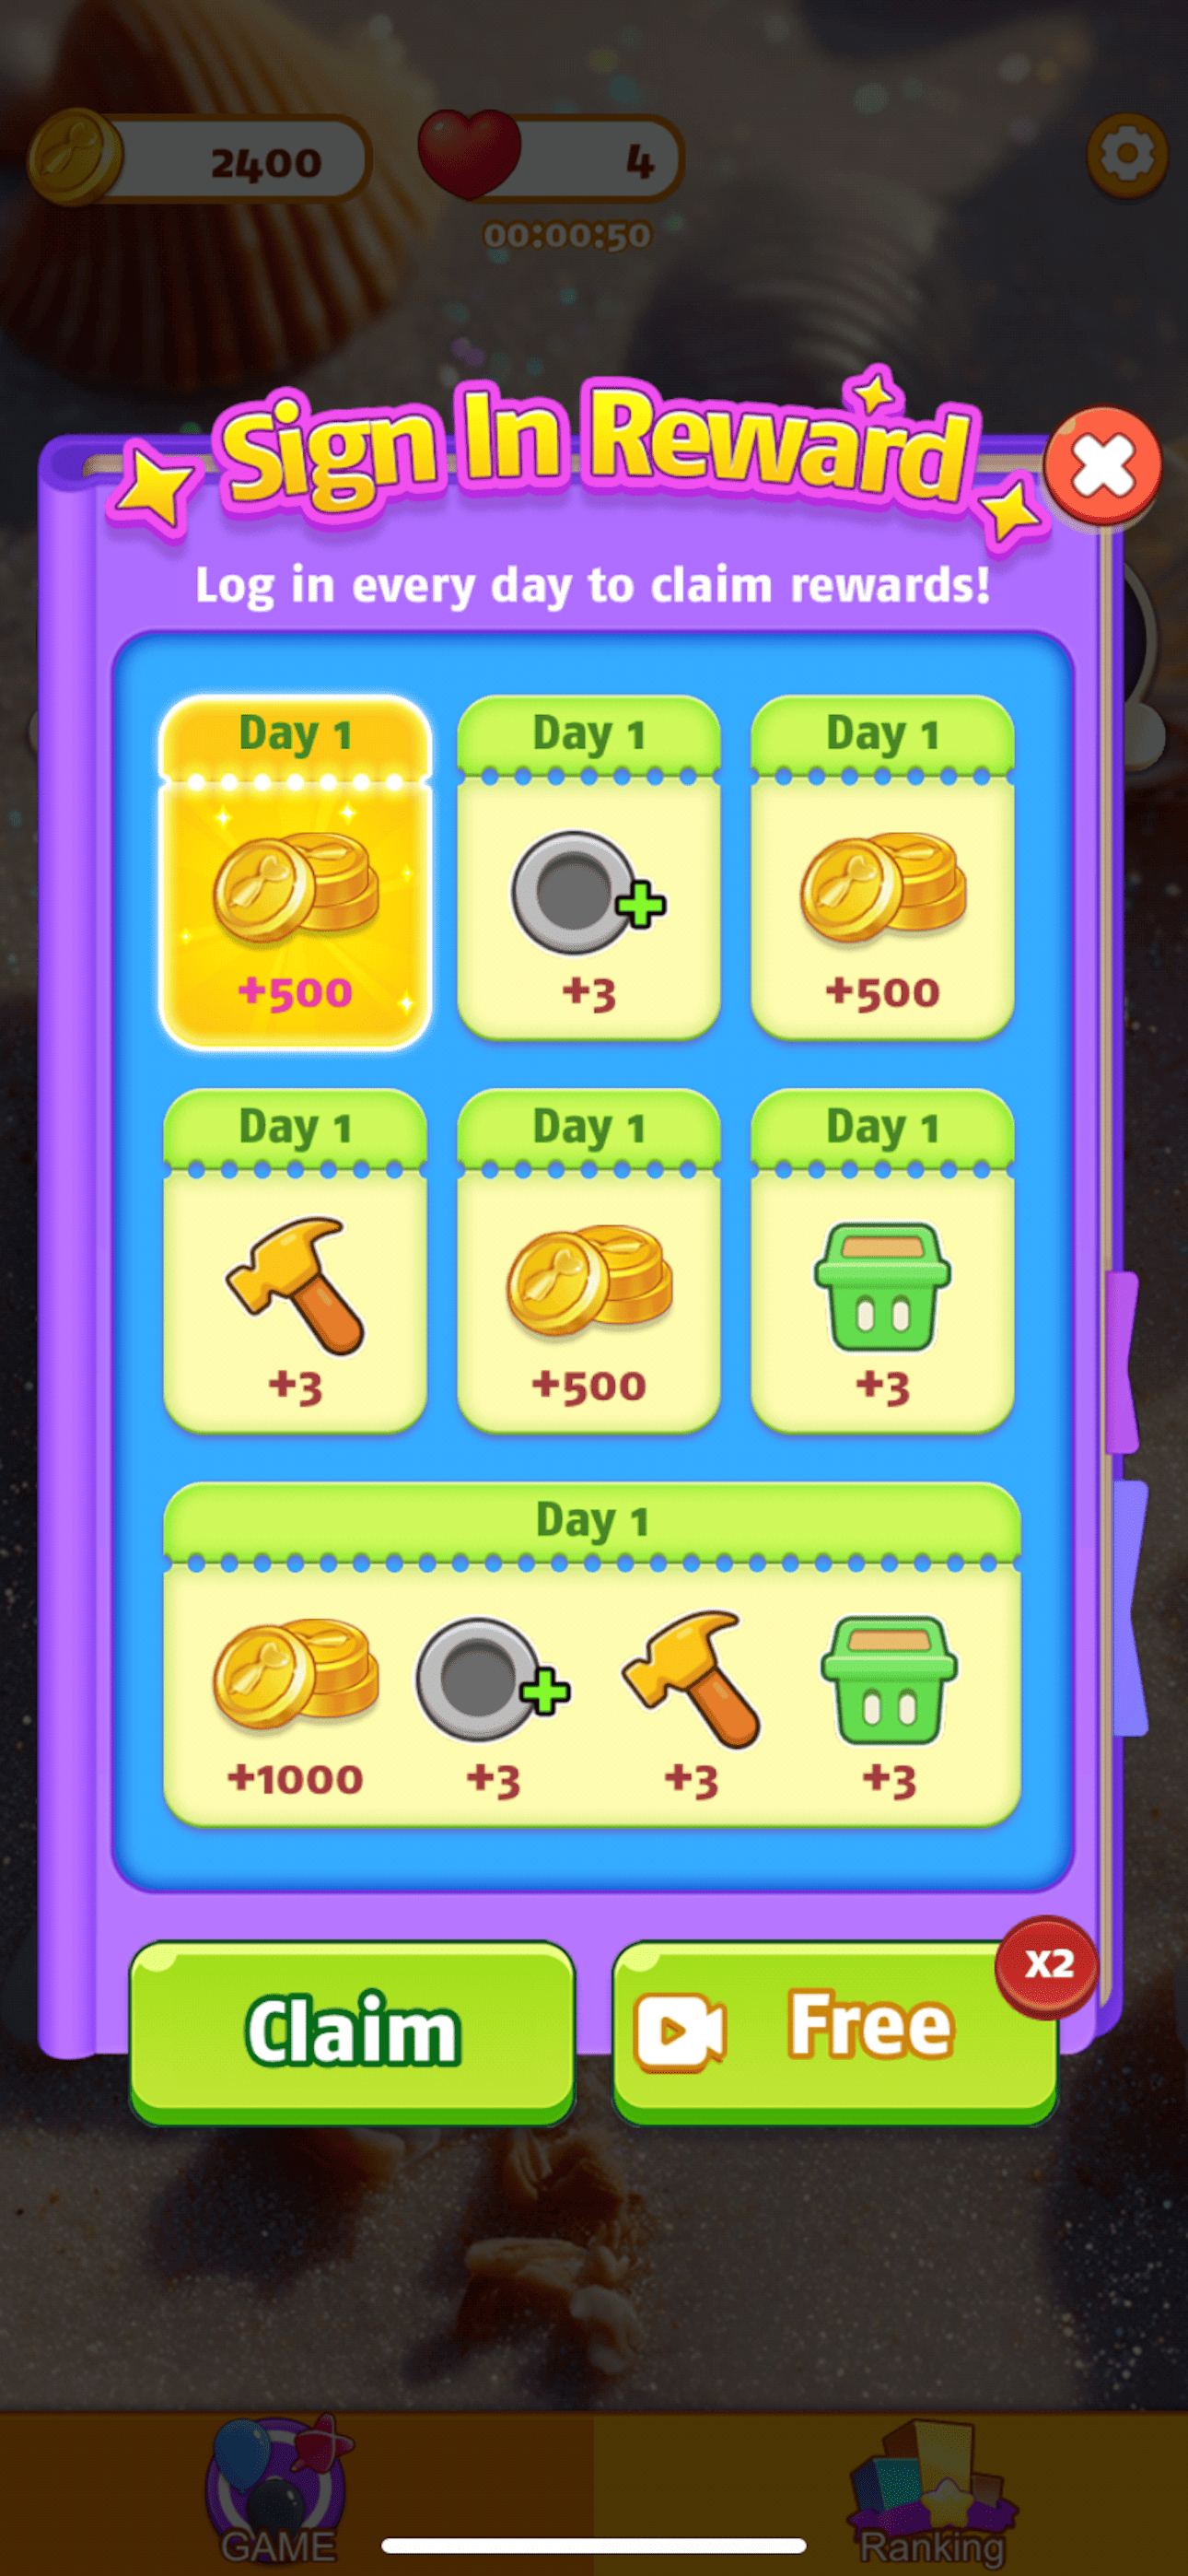 2400
4
00:00:50
Sign In Reward
Log in every day to claim rewards!
Day 1
Day 1
Day 1
+500
+3
+500
Day 1
Day 1
Day 1
+3
+500
+3
Day 1
+1000
+3
+3
+3
X2
Claim
Free
GAME
Ranking